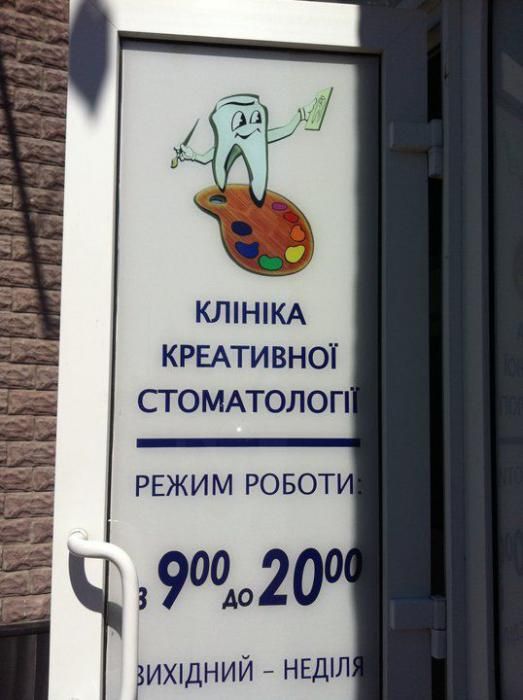 КЛІНІКА
КРЕАТИВНОЇ
СТОМАТОЛОГІЇ
РЕЖИМ РОБОТИ:
з 9⁰⁰ до 20⁰⁰
ВИХІДНИЙ – НЕДІЛЯ